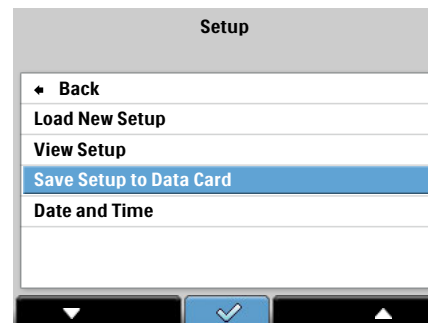 Setup
Back
Load New Setup
View Setup
Save Setup to Data Card
Date and Time